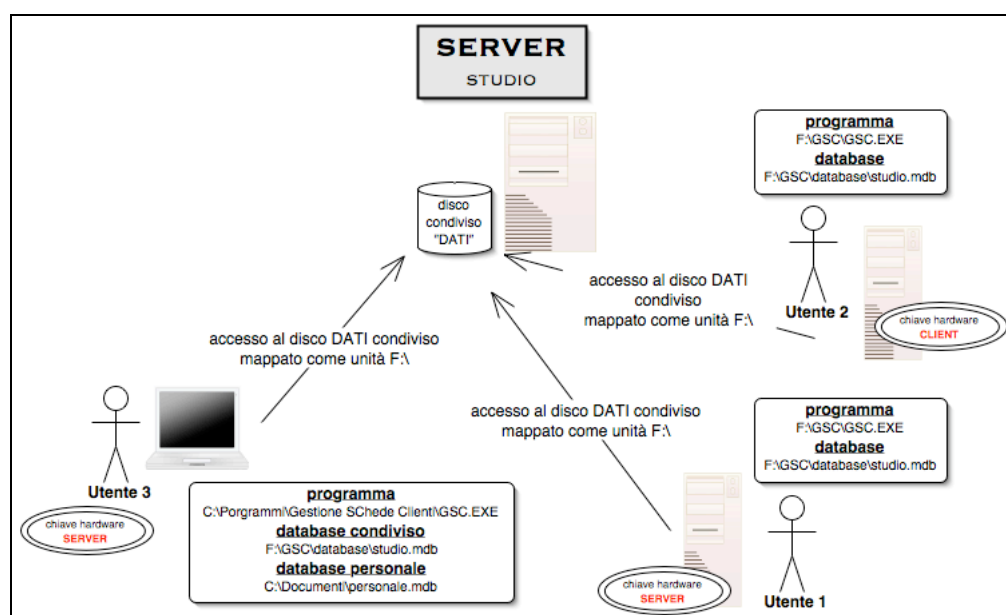 SERVER
STUDIO
disco
condiviso
"DATI"
programma
F:\GSC\GSC.EXE
database
F:\GSC\database\studio.mdb
Utente 2
chiave hardware
CLIENT
accesso al disco DATI
condiviso
mappato come unità F:\
accesso al disco DATI condiviso
mappato come unità F:\
accesso al disco DATI condiviso
mappato come unità F:\
Utente 3
chiave hardware
SERVER
programma
C:\Porgrammi\Gestione SChede Clienti\GSC.EXE
database condiviso
F:\GSC\database\studio.mdb
database personale
C:\Documenti\personale.mdb
programma
F:\GSC\GSC.EXE
database
F:\GSC\database\studio.mdb
chiave hardware
SERVER
Utente 1